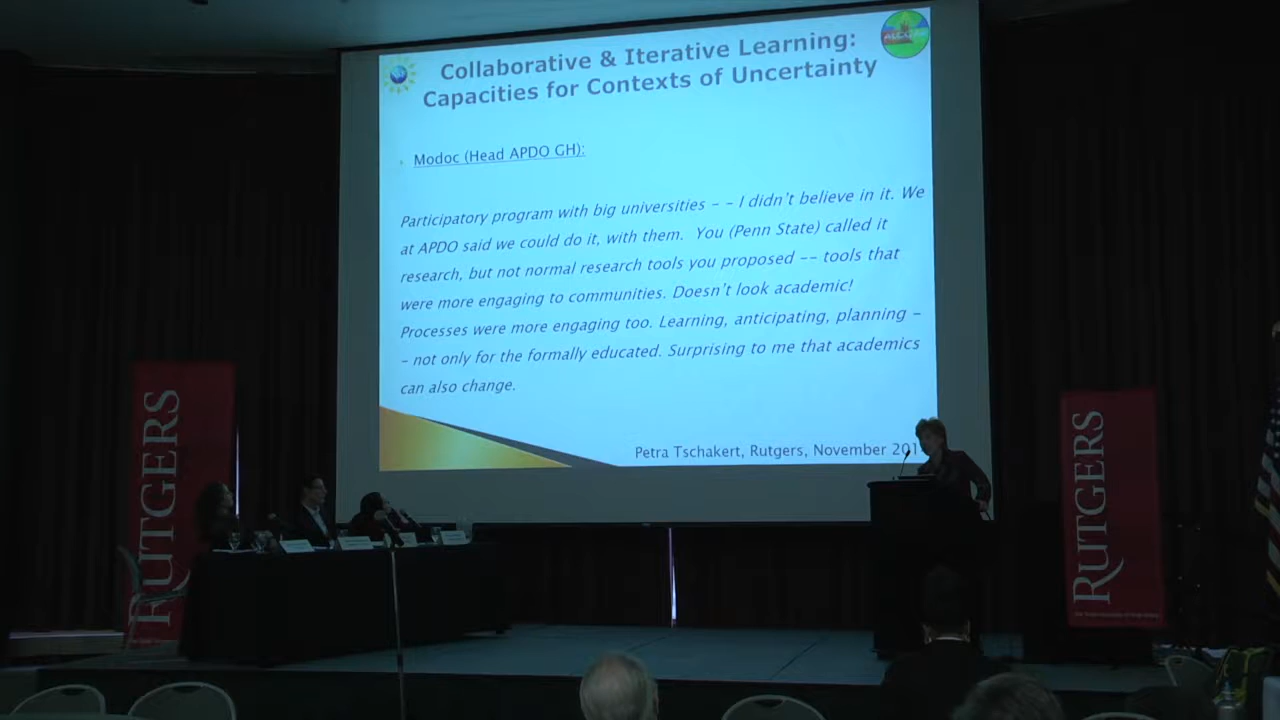 Collaborative & Iterative Learning:
Capacities for Contexts of Uncertainty
Modoc (Head APDO GH):
Participatory program with big universities - - I didn't believe in it. We
at APDO said we could do it, with them. You (Penn State) called it
research, but not normal research tools you proposed -- tools that
were more engaging to communities. Doesn't look academic!
Processes were more engaging too. Learning, anticipating, planning -
- not only for the formally educated. Surprising to me that academics
can also change.
Petra Tschakert, Rutgers, November 201
RUTGERS
RUTGERS